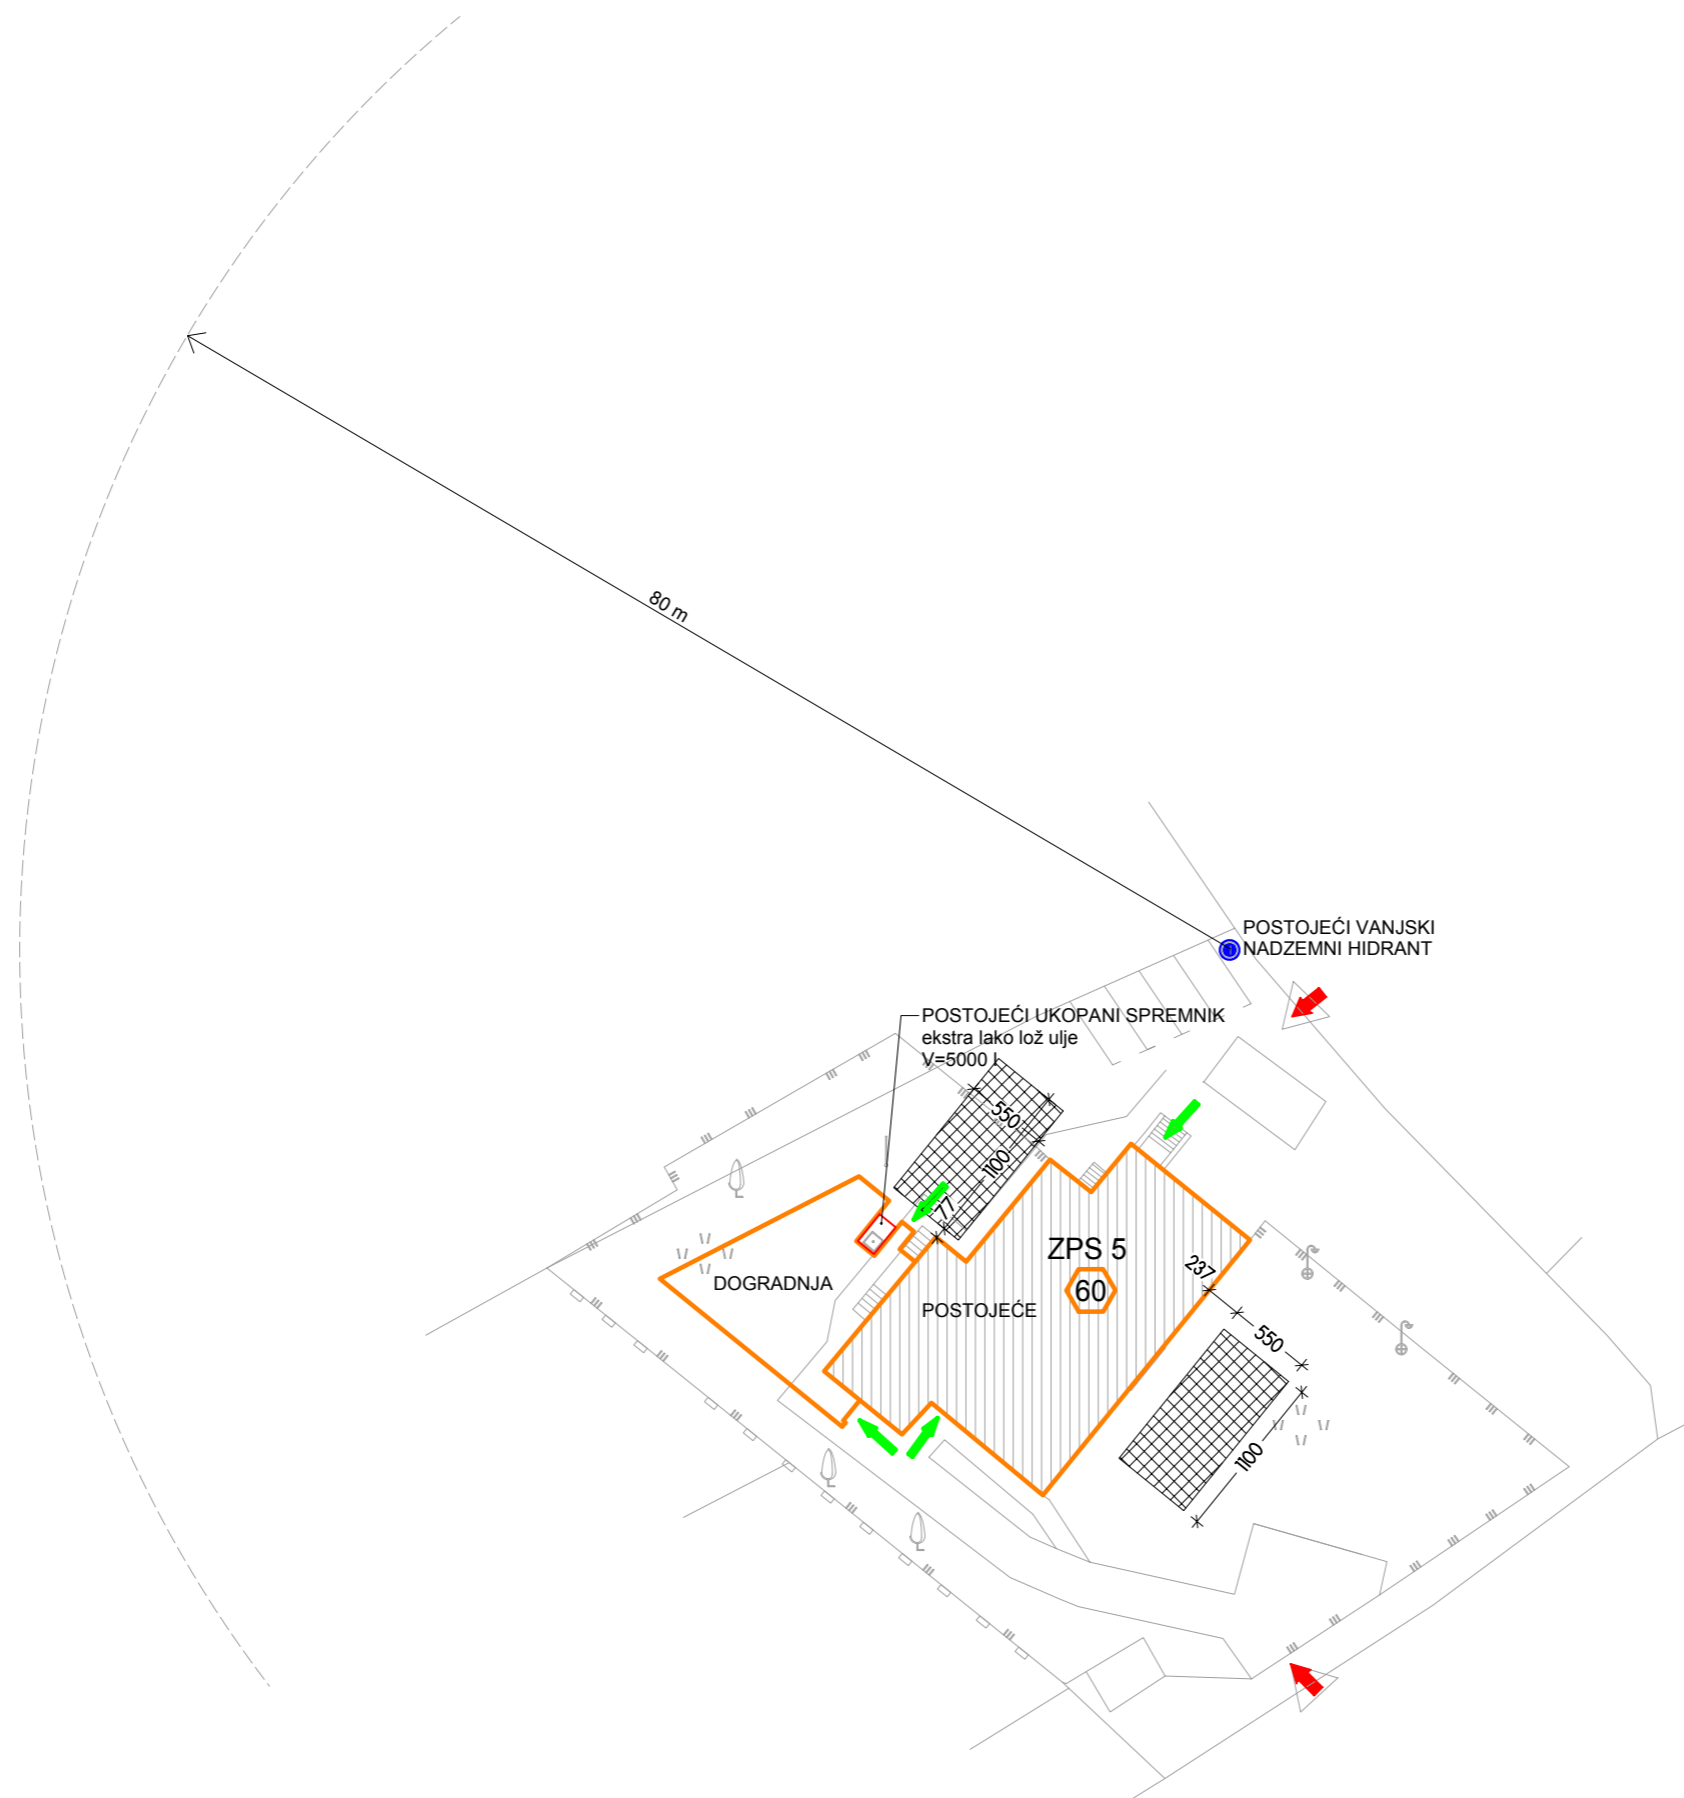 80 m
POSTOJEĆI VANJSKI
NADZEMNI HIDRANT
POSTOJEĆI UKOPANI SPREMNIK
ekstra lako lož ulje
V=5000 l
550
1100
77
ZPS 5
60
237
DOGRADNJA
POSTOJEĆE
550
1100